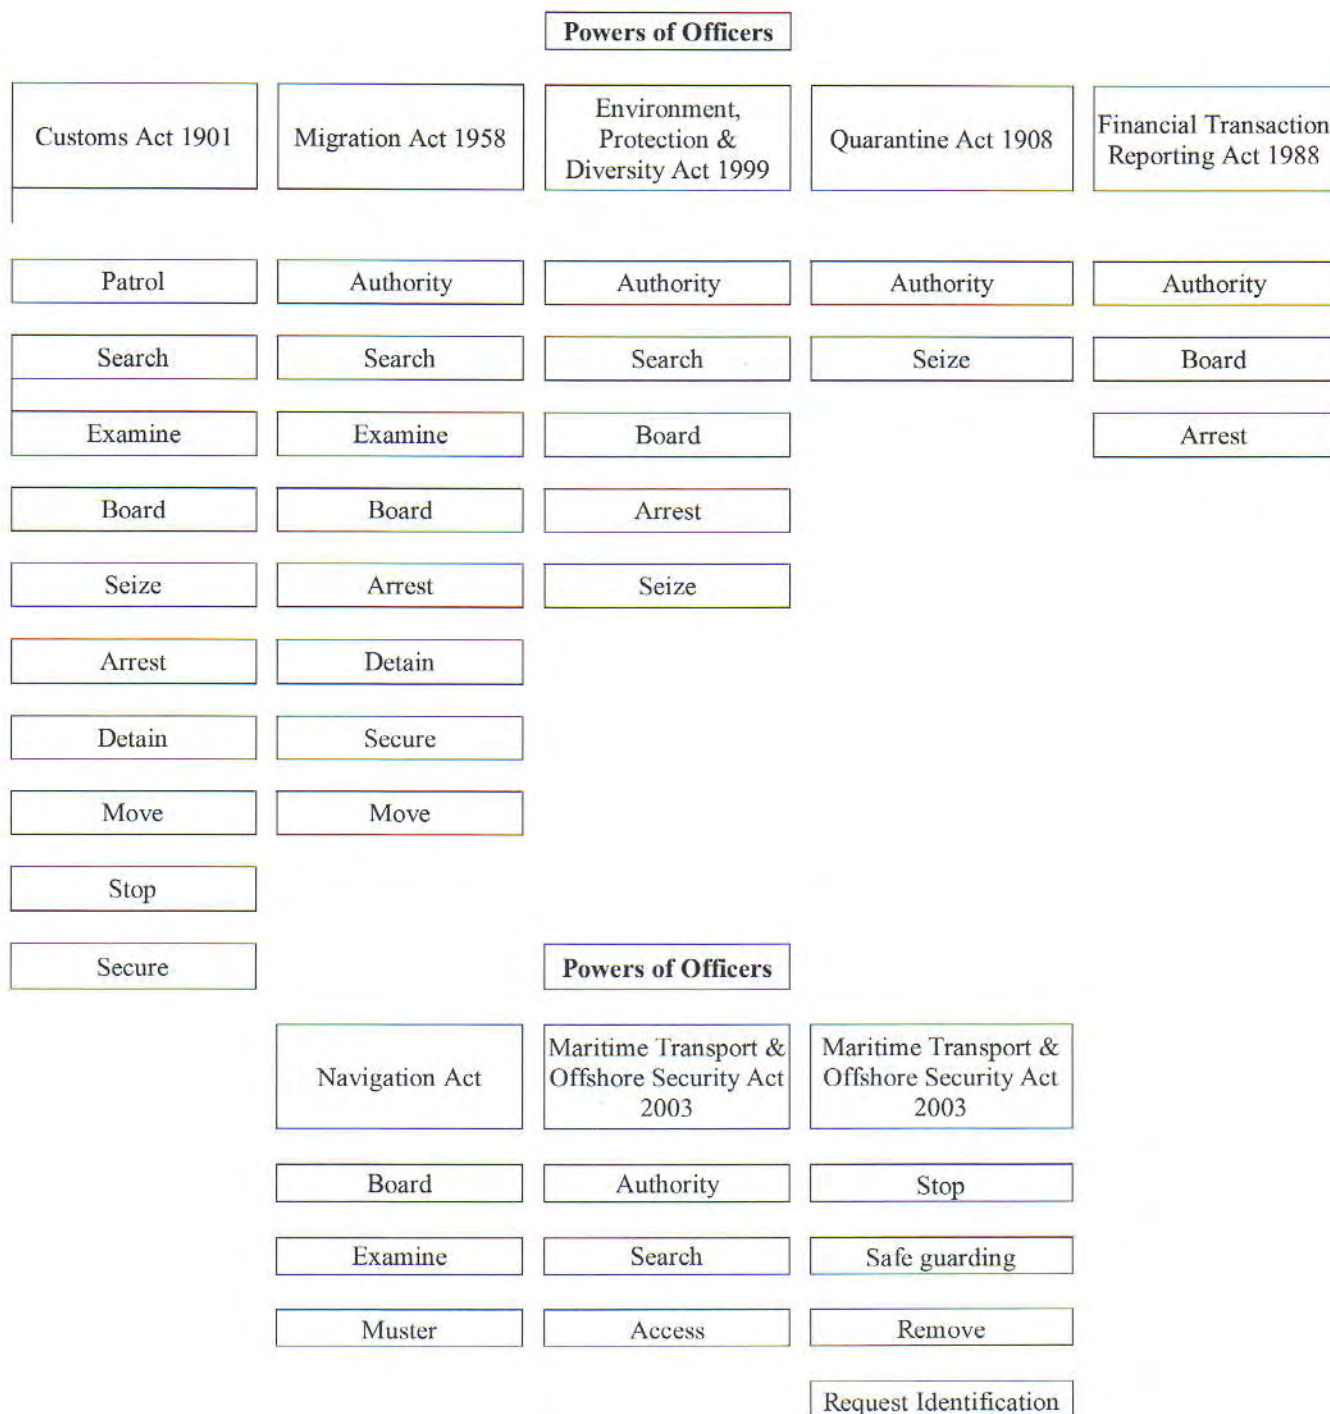 Powers of Officers
Customs Act 1901
Migration Act 1958
Environment,
Protection &
Diversity Act 1999
Quarantine Act 1908
Financial Transaction
Reporting Act 1988
Patrol
Authority
Authority
Authority
Authority
Search
Search
Search
Seize
Board
Examine
Examine
Board
Arrest
Board
Board
Arrest
Seize
Arrest
Seize
Arrest
Detain
Detain
Secure
Move
Move
Stop
Secure
Powers of Officers
Navigation Act
Maritime Transport &
Offshore Security Act
2003
Maritime Transport &
Offshore Security Act
2003
Board
Authority
Stop
Examine
Search
Safe guarding
Muster
Access
Remove
Request Identification